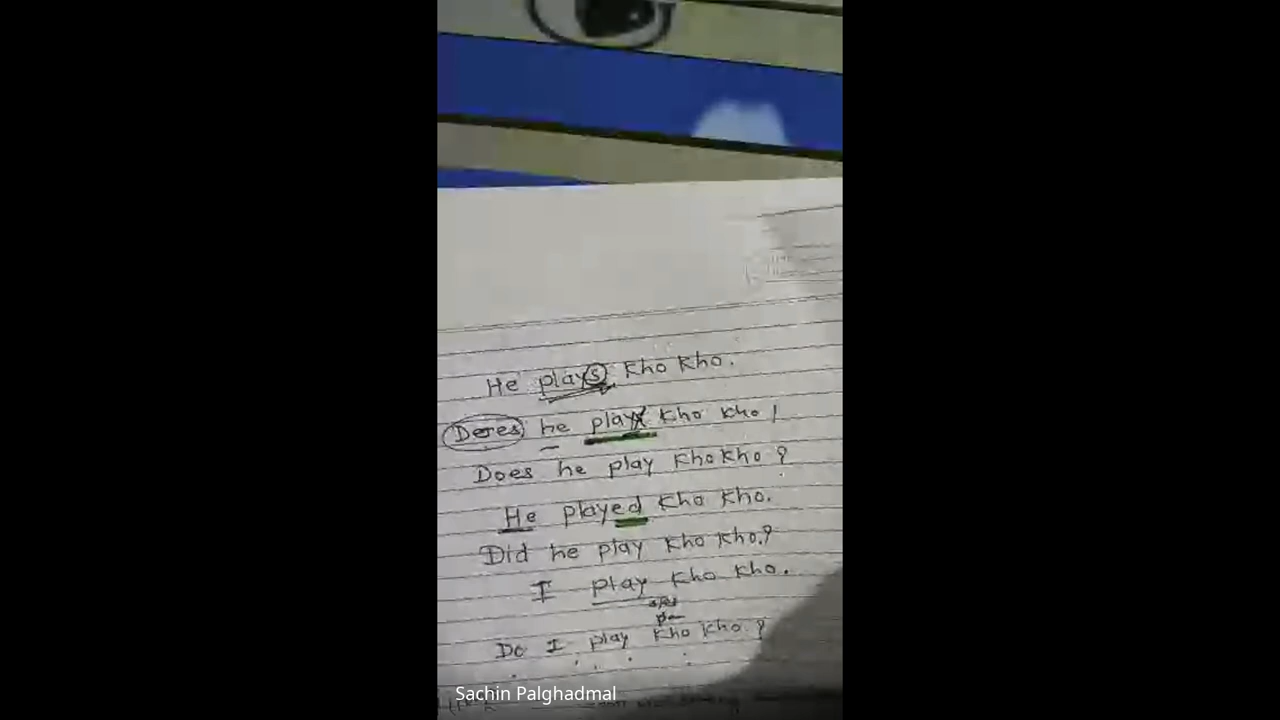 He plays Kho Kho.
Does he play Kho Kho !
Does he play Kho Kho ?
He played Kho Kho.
Did he play Kho Kho.?
I play Kho Kho.
Do I play Kho Kho ?
Sachin Palghadmal